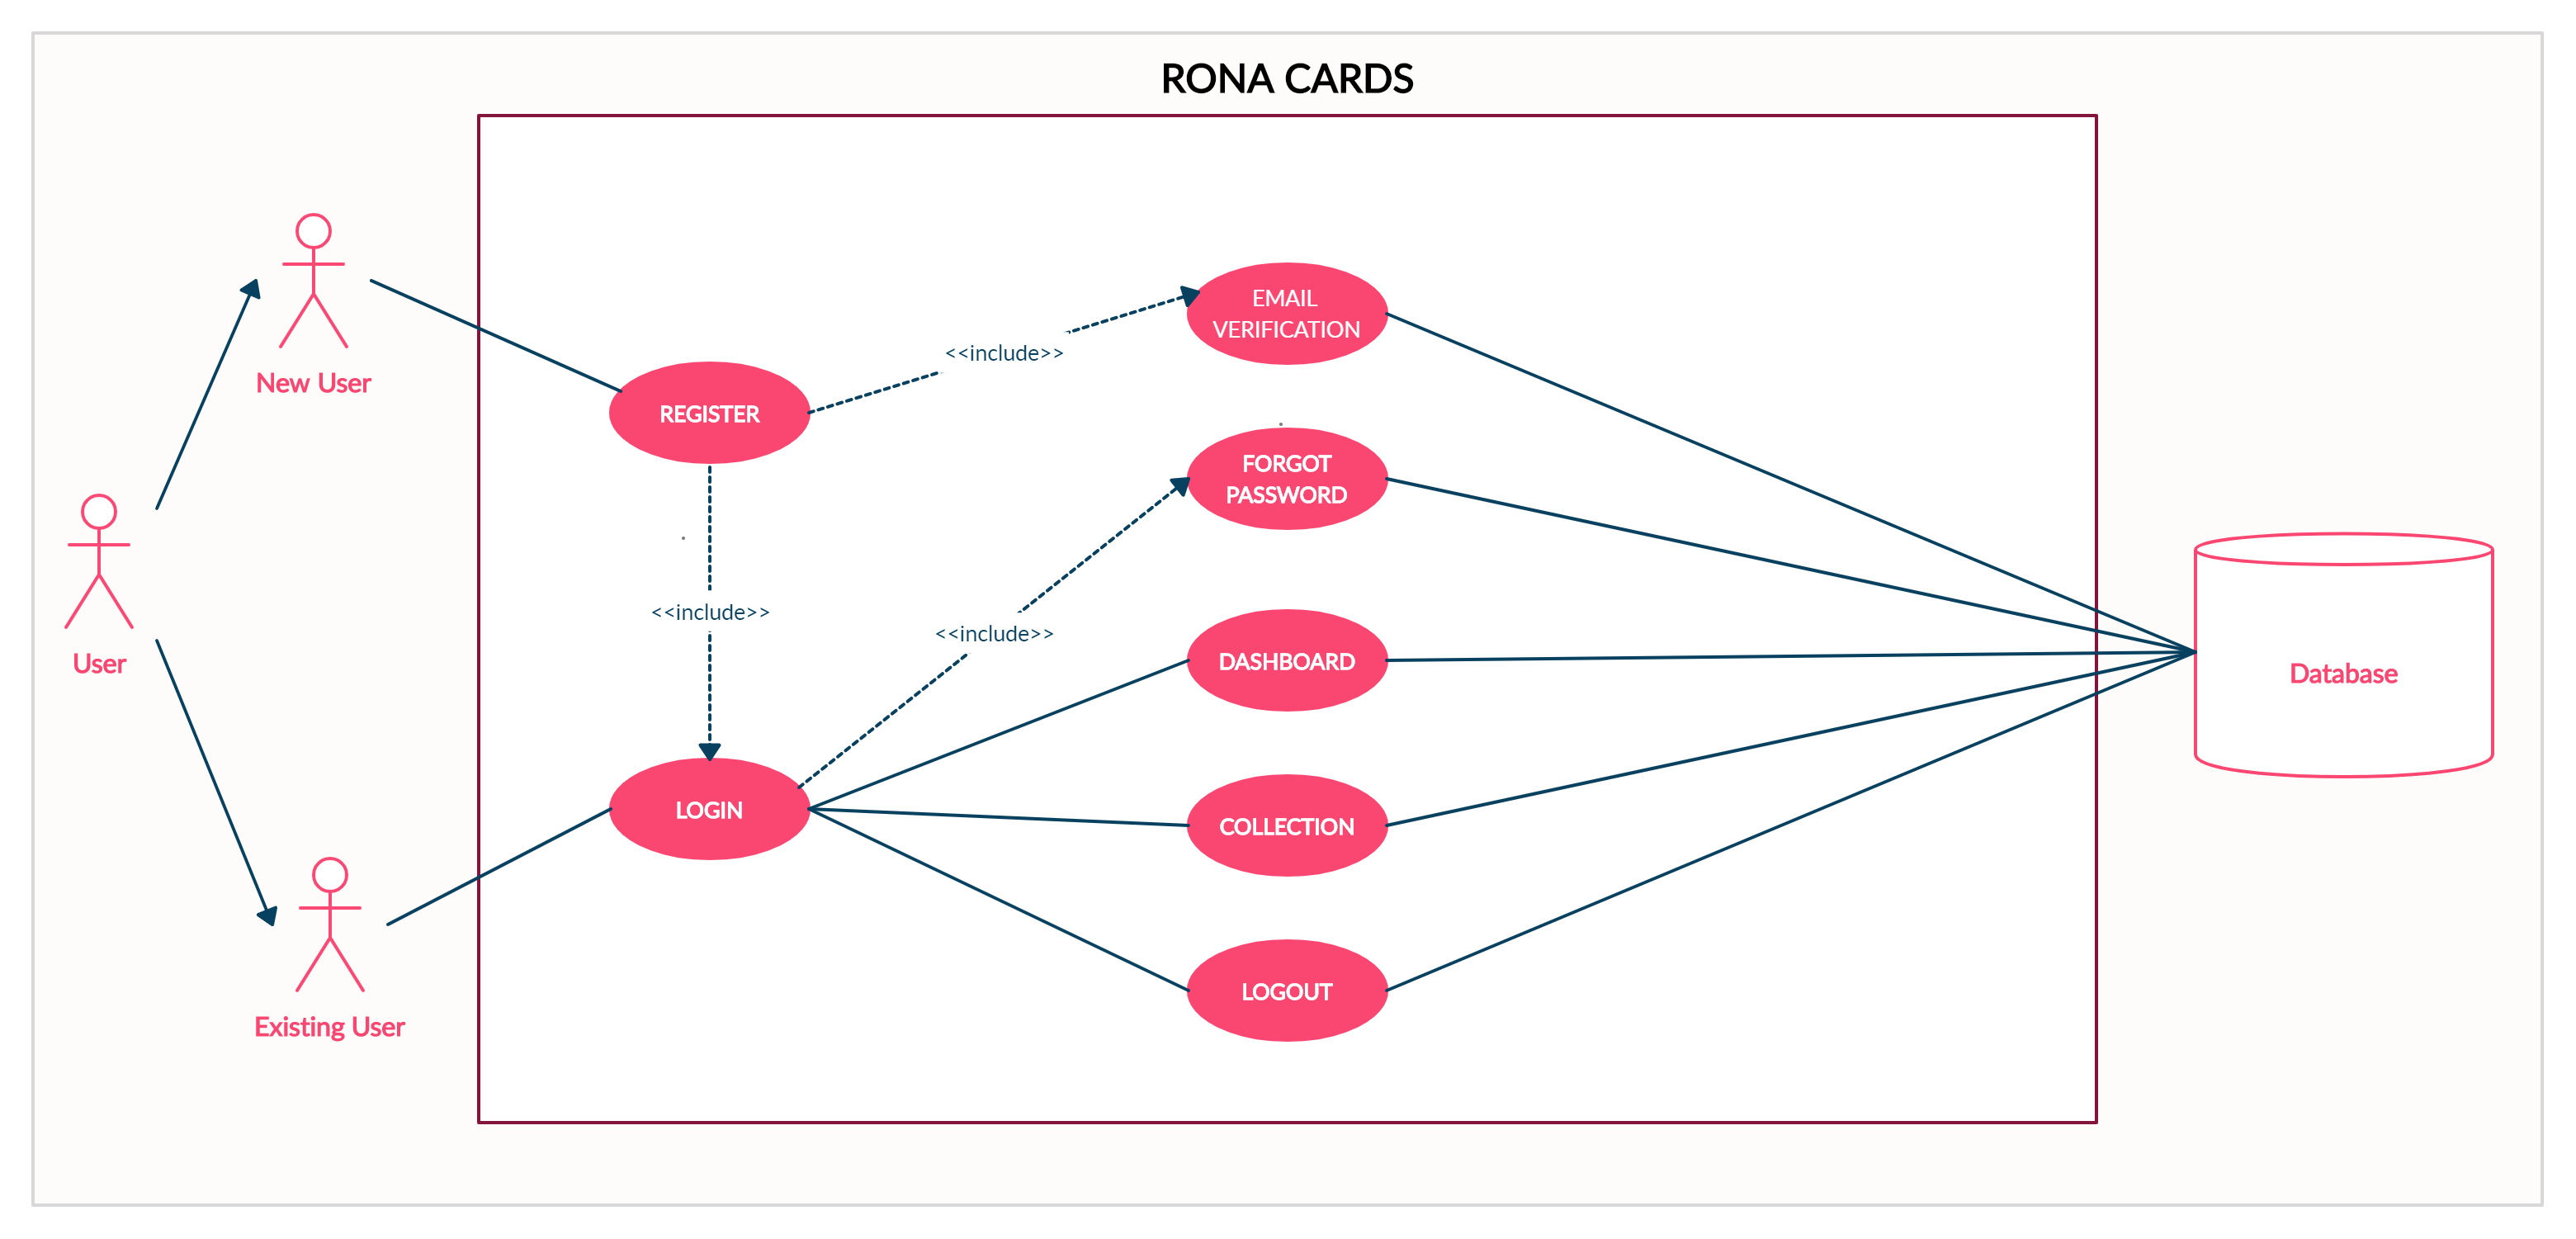 RONA CARDS
New User
User
Existing User
REGISTER
<<include>>
<<include>>
LOGIN
<<include>>
EMAIL
VERIFICATION
FORGOT
PASSWORD
DASHBOARD
COLLECTION
LOGOUT
Database